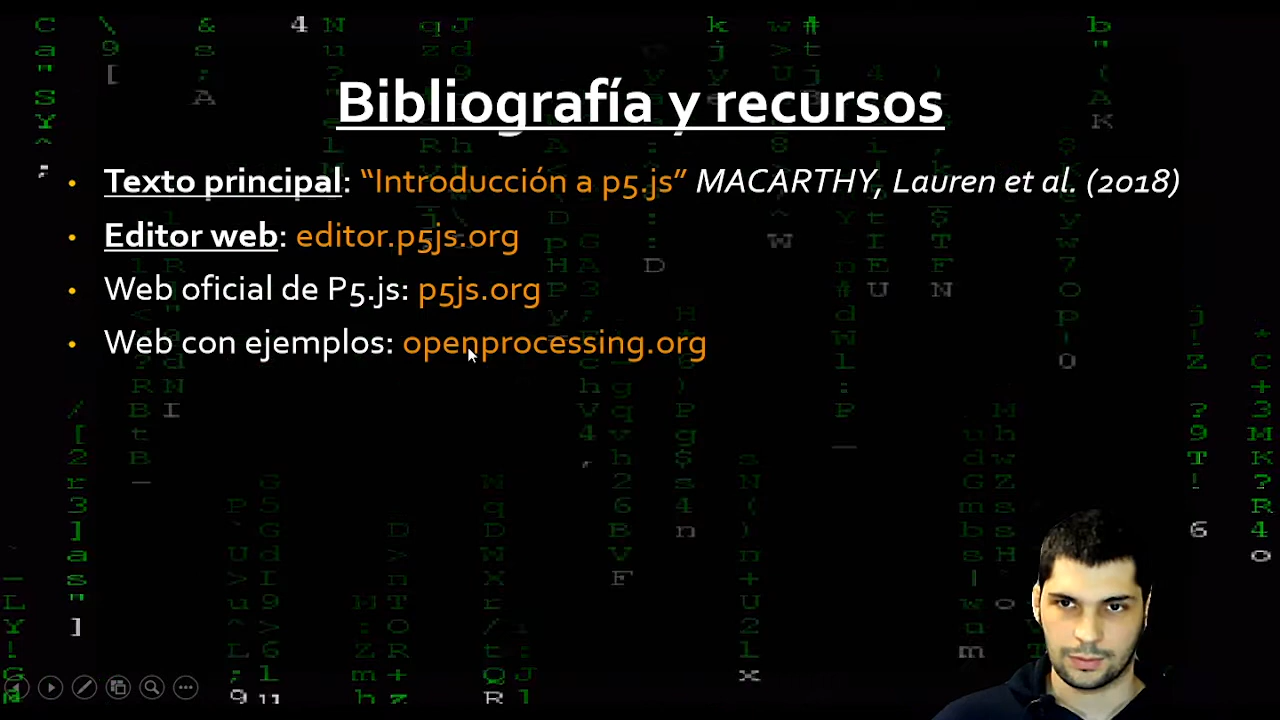 Bibliografía y recursos
• Texto principal: “Introducción a p5.js” MACARTHY, Lauren et al. (2018)
• Editor web: editor.p5js.org
• Web oficial de P5.js: p5js.org
• Web con ejemplos: openprocessing.org